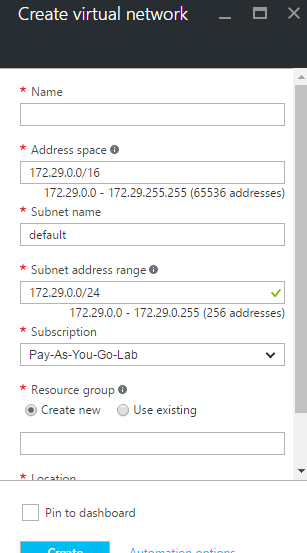 Create virtual network
* Name
* Address space
172.29.0.0/16
172.29.0.0 - 172.29.255.255 (65536 addresses)
* Subnet name
default
* Subnet address range
172.29.0.0/24
172.29.0.0 - 172.29.0.255 (256 addresses)
* Subscription
Pay-As-You-Go-Lab
* Resource group
Create new Use existing
* Location
Pin to dashboard
Create Automation options